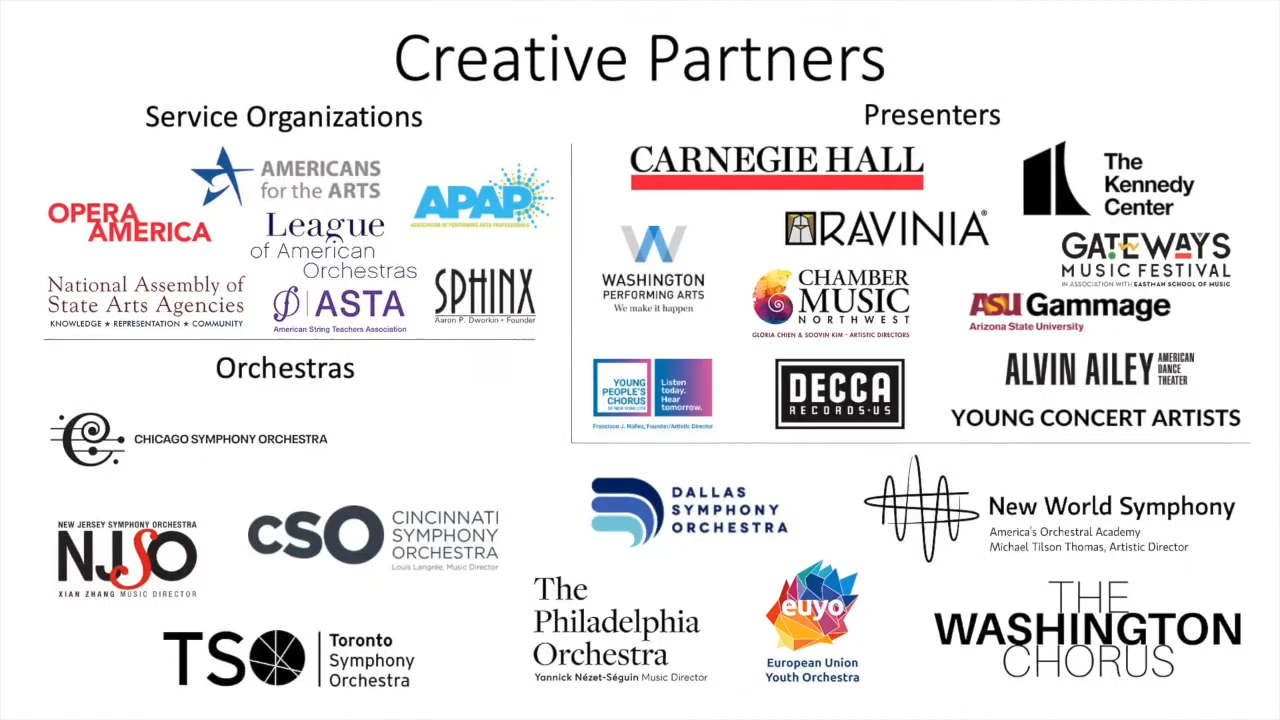 Creative Partners
Service Organizations
AMERICANS
for the ARTS
OPERA
AMERICA
League
of American
Orchestras
APAP
ASSOCIATION OF PERFORMING ARTS PROFESSIONALS
National Assembly of
State Arts Agencies
KNOWLEDGE ★ REPRESENTATION ★ COMMUNITY
ASTA
American String Teachers Association
SPHINX
Aaron P. Dworkin • Founder
Presenters
CARNEGIE HALL
The
Kennedy
Center
RAVINIA®
WASHINGTON
PERFORMING ARTS
We make it happen
CHAMBER
MUSIC
NORTHWEST
GLORIA CHIEN & SOOVIN KIM • ARTISTIC DIRECTORS
GATEWAYS
MUSIC FESTIVAL
IN ASSOCIATION WITH EASTMAN SCHOOL OF MUSIC
ASU Gammage
Arizona State University
YOUNG
PEOPLE'S
CHORUS
OF NEW YORK CITY
Listen
today.
Hear
tomorrow.
Francisco J. Núñez, Founder/Artistic Director
DECCA
RECORDS•US
ALVIN AILEY
AMERICAN
DANCE
THEATER
YOUNG CONCERT ARTISTS
Orchestras
CHICAGO SYMPHONY ORCHESTRA
NEW JERSEY SYMPHONY ORCHESTRA
NJSO
XIAN ZHANG MUSIC DIRECTOR
CSO
CINCINNATI
SYMPHONY
ORCHESTRA
Louis Langrée, Music Director
DALLAS
SYMPHONY
ORCHESTRA
New World Symphony
America's Orchestral Academy
Michael Tilson Thomas, Artistic Director
TSO
Toronto
Symphony
Orchestra
The
Philadelphia
Orchestra
Yannick Nézet-Séguin Music Director
euyo
European Union
Youth Orchestra
THE
WASHINGTON
CHORUS